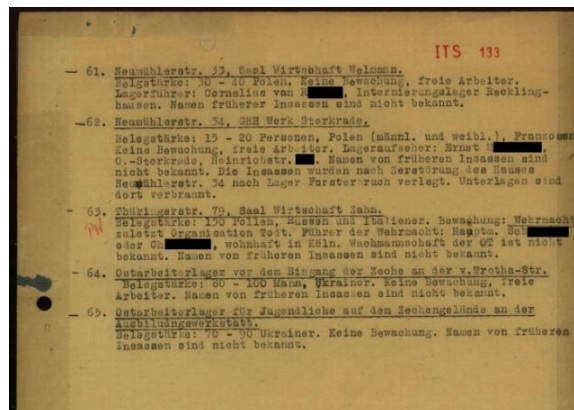 ITS 133
— 61. Neumühlerstr. 33, Saal Wirtschaft Welmann.
Belgstärke: 30 - 40 Polen. Keine Bewachung, freie Arbeiter.
Lagerführer: Cornelius van R, Internierungslager Reckling-
hausen. Namen früherer Insassen sind nicht bekannt.
—62. Neumühlerstr. 34, GHH Werk Sterkrade.
Belegstärke: 15 - 20 Personen, Polen (männl. und weibl.), Franzosen
Keine Bewachung, freie Arbeiter. Lageraufseher: Ernst M,
O.-Sterkrade, Heinrichstr. . Namen von früheren Insassen sind
nicht bekannt. Die Insassen wurden nach Zerstörung des Hauses
Neumühlerstr. 34 nach Lager Forsterbruch verlegt. Unterlagen sind
dort verbrannt.
— 63. Thüringerstr. 79, Saal Wirtschaft Zahn.
Belegstärke: 150 Pollen, Russen und Italiener. Bewachung: Wehrmacht
zuletzt Organisation Todt. Führer der Wehrmacht: Hauptm. Sch
oder Ch, wohnhaft in Köln. Wachmannschaft der OT ist nicht
bekannt. Namen von früheren Insassen sind nicht bekannt.
— 64. Ostarbeiterlager vor dem Eingang der Zeche an der v.Trotha-Str.
Belegstärke: 80 - 100 Mann, Ukrainer. Keine Bewachung, freie
Arbeiter. Namen von früheren Insassen sind nicht bekannt.
— 65. Ostarbeiterlager für Jugendliche auf dem Zechengelände an der
Ausbiludngswerkstatt.
Belegstärke: 70 - 90 Ukrainer. Keine Bewachung. Namen von früheren
Insassen sind nicht bekannt.